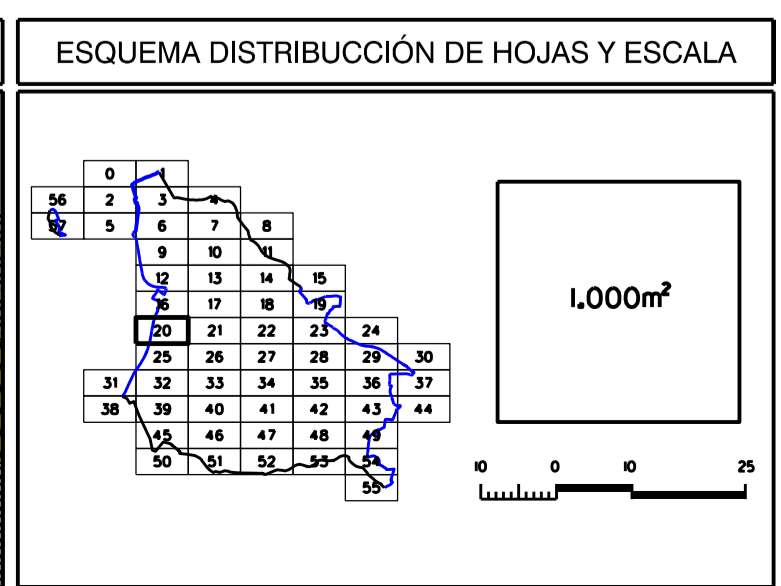 ESQUEMA DISTRIBUCCIÓN DE HOJAS Y ESCALA
0 1
56 2 3 4
57 5 6 7 8
9 10 11
12 13 14 15
16 17 18 19
20 21 22 23 24
25 26 27 28 29 30
31 32 33 34 35 36 37
38 39 40 41 42 43 44
45 46 47 48 49
50 51 52 53 54
55
1.000m²
10 0 10 25